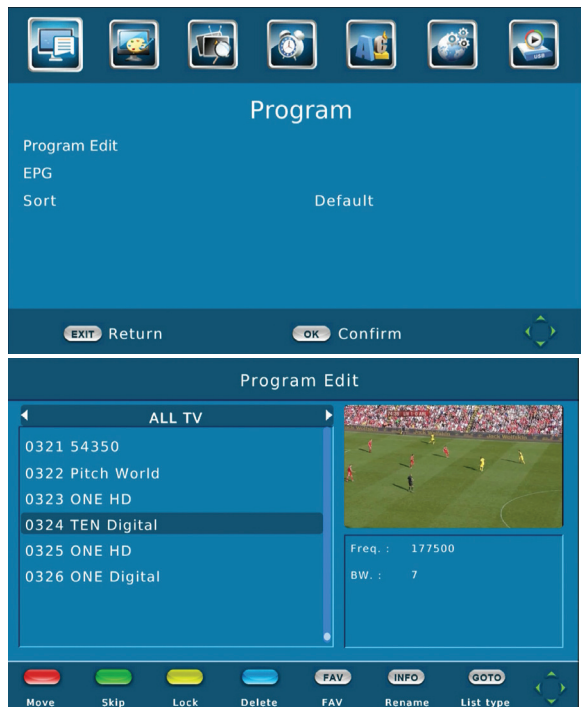 USB
Program
Program Edit
EPG
Sort Default
EXIT Return OK Confirm
Program Edit
ALL TV
0321 54350
0322 Pitch World
0323 ONE HD
0324 TEN Digital
0325 ONE HD
0326 ONE Digital
Freq. : 177500
BW. : 7
FAV INFO GOTO
Move Skip Lock Delete FAV Rename List type